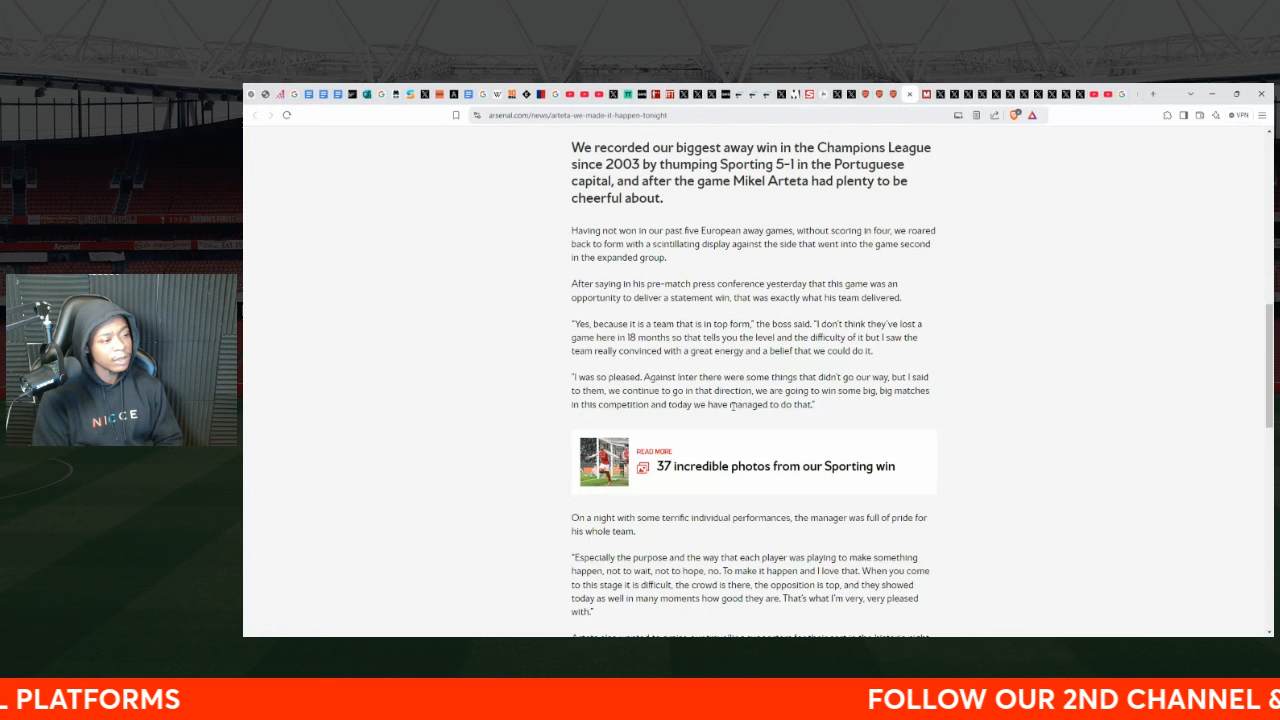 arsenal.com/news/arteta-we-made-it-happen-tonight
VPN
We recorded our biggest away win in the Champions League
since 2003 by thumping Sporting 5-1 in the Portuguese
capital, and after the game Mikel Arteta had plenty to be
cheerful about.
Having not won in our past five European away games, without scoring in four, we roared
back to form with a scintillating display against the side that went into the game second
in the expanded group.
After saying in his pre-match press conference yesterday that this game was an
opportunity to deliver a statement win, that was exactly what his team delivered.
"Yes, because it is a team that is in top form," the boss said. "I don't think they've lost a
game here in 18 months so that tells you the level and the difficulty of it but I saw the
team really convinced with a great energy and a belief that we could do it.
"I was so pleased. Against Inter there were some things that didn't go our way, but I said
to them, we continue to go in that direction, we are going to win some big, big matches
in this competition and today we have managed to do that."
READ MORE
37 incredible photos from our Sporting win
On a night with some terrific individual performances, the manager was full of pride for
his whole team.
"Especially the purpose and the way that each player was playing to make something
happen, not to wait, not to hope, no. To make it happen and I love that. When you come
to this stage it is difficult, the crowd is there, the opposition is top, and they showed
today as well in many moments how good they are. That's what I'm very, very pleased
with."
NICCE
L PLATFORMS
FOLLOW OUR 2ND CHANNEL &